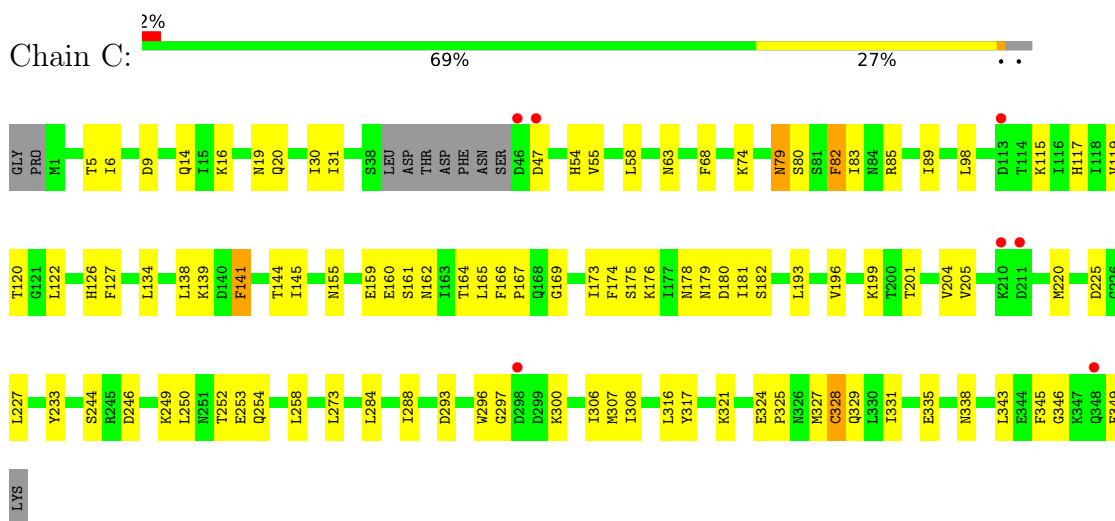 2%
Chain C:
69% 27% . .
GLY PRO M1 T5 I6 D9 Q14 I15 K16 N19 Q20 I30 I31 S38 LEU ASP THR ASP PHE ASN SER D46 D47 H54 V55 L58 N63 F68 K74 N79 S80 S81 F82 I83 N84 R85 I89 L98 D113 T114 K115 I116 H117 I118 V119
T120 G121 L122 H126 F127 L134 L138 K139 D140 F141 T144 I145 N155 E159 E160 S161 N162 I163 T164 L165 F166 P167 Q168 G169 I173 F174 S175 K176 I177 N178 N179 D180 I181 S182 L193 V196 K199 T200 T201 V204 V205 K210 D211 M220 D225
L227 Y233 S244 R245 D246 K249 L250 N251 T252 E253 Q254 L258 L273 L284 I288 D293 W296 G297 D298 D299 K300 I306 M307 I308 L316 Y317 K321 E324 P325 N326 M327 C328 Q329 L330 I331 E335 N338 L343 E344 F345 G346 K347 Q348
LYS